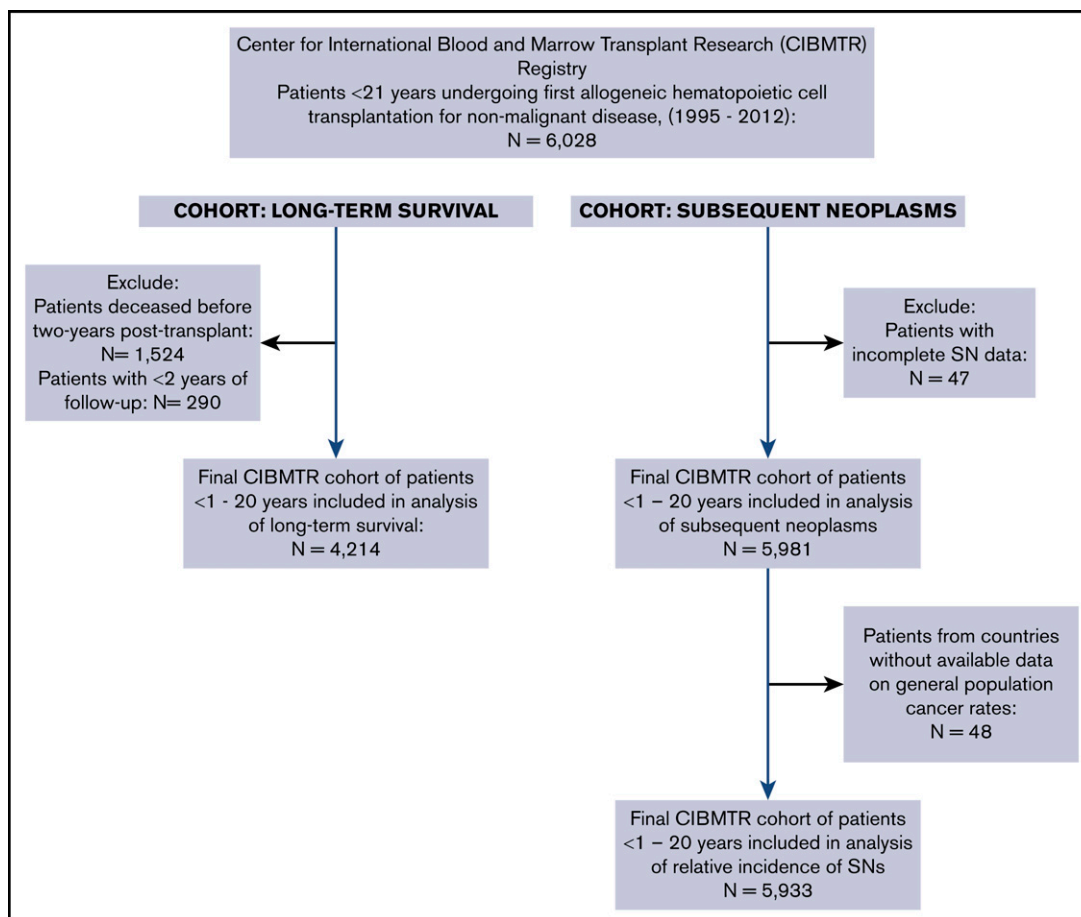 Center for International Blood and Marrow Transplant Research (CIBMTR)
Registry
Patients <21 years undergoing first allogeneic hematopoietic cell
transplantation for non-malignant disease, (1995 - 2012):
N = 6,028
COHORT: LONG-TERM SURVIVAL
Exclude:
Patients deceased before
two-years post-transplant:
N= 1,524
Patients with <2 years of
follow-up: N= 290
Final CIBMTR cohort of patients
<1 - 20 years included in analysis
of long-term survival:
N = 4,214
COHORT: SUBSEQUENT NEOPLASMS
Exclude:
Patients with
incomplete SN data:
N = 47
Final CIBMTR cohort of patients
<1 – 20 years included in analysis
of subsequent neoplasms
N = 5,981
Patients from countries
without available data
on general population
cancer rates:
N = 48
Final CIBMTR cohort of patients
<1 – 20 years included in analysis
of relative incidence of SNs
N = 5,933